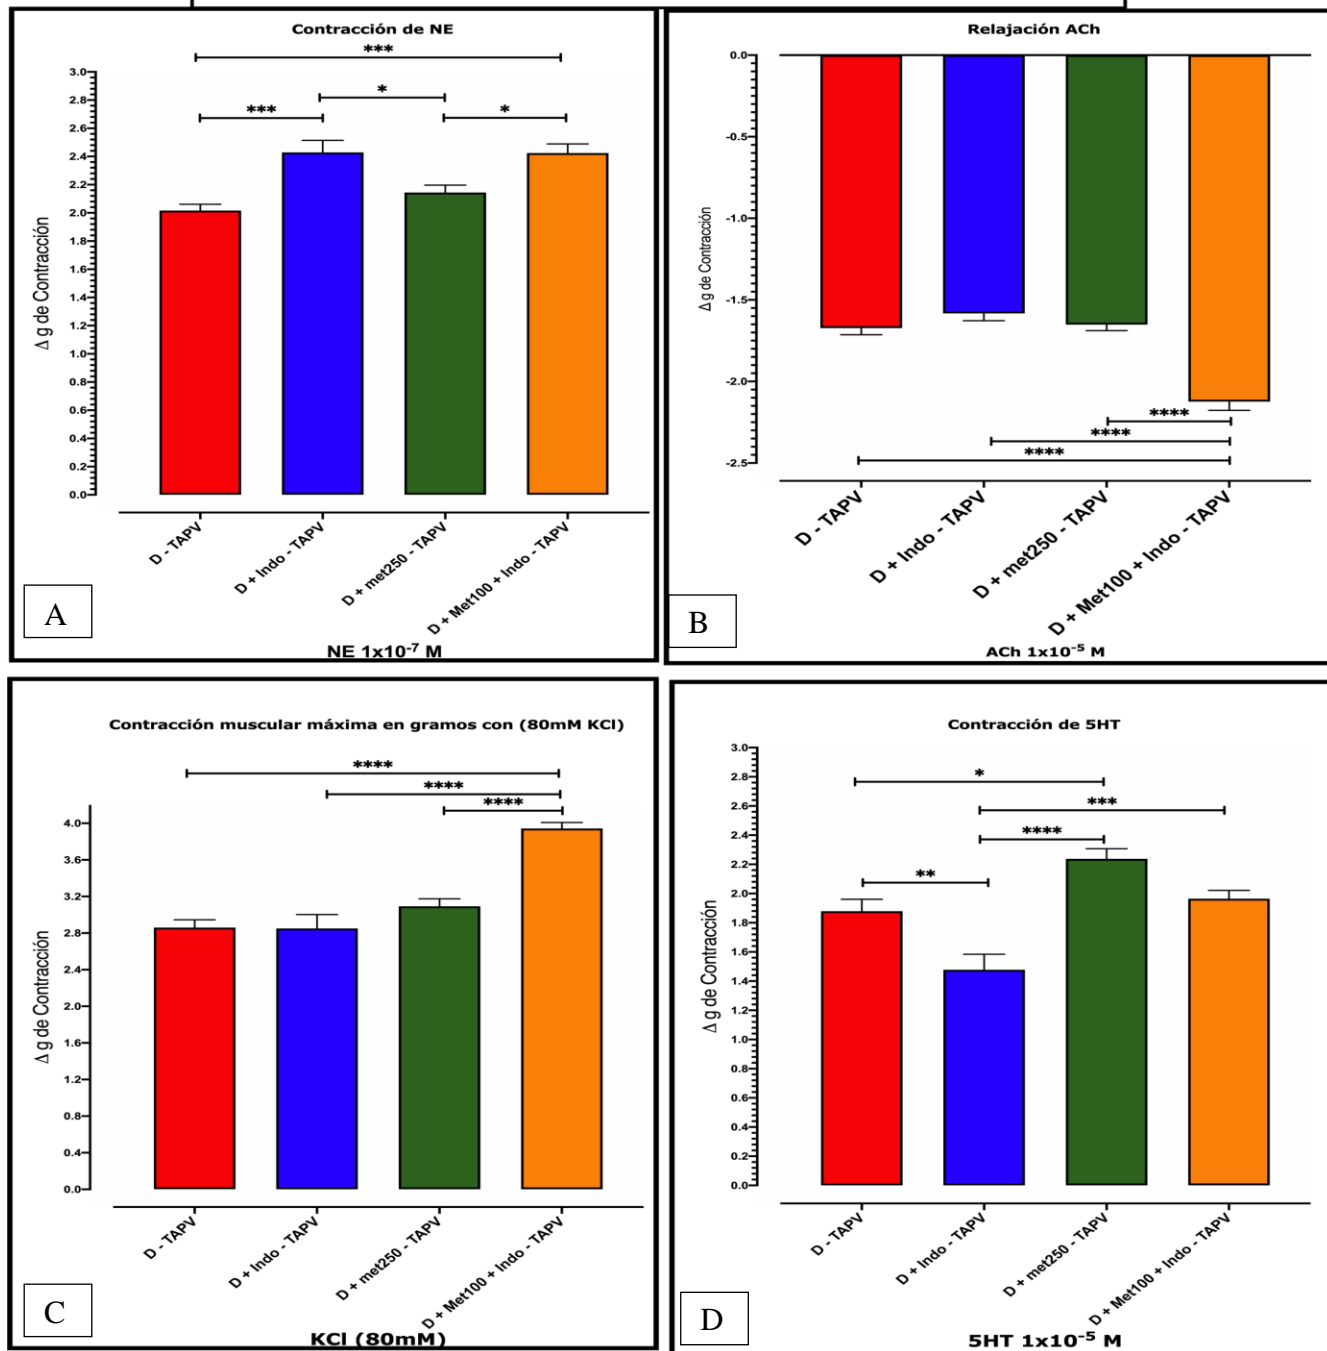 Contracción de NE
***
***
*
*
3.0
2.8
2.6
2.4
2.2
2.0
1.8
1.6
1.4
1.2
1.0
0.8
0.6
0.4
0.2
0.0
Δ g de Contracción
D - TAPV
D + Indo - TAPV
D + met250 - TAPV
D + Met100 + Indo - TAPV
A
NE 1x10⁻⁷ M
Relajación ACh
0.0
-0.5
-1.0
-1.5
-2.0
-2.5
Δ g de Contracción
****
****
****
D - TAPV
D + Indo - TAPV
D + met250 - TAPV
D + Met100 + Indo - TAPV
B
ACh 1x10⁻⁵ M
Contracción muscular máxima en gramos con (80mM KCl)
****
****
****
4.0
3.6
3.2
2.8
2.4
2.0
1.6
1.2
0.8
0.4
0.0
Δ g de Contracción
D - TAPV
D + Indo - TAPV
D + met250 - TAPV
D + Met100 + Indo - TAPV
C
KCl (80mM)
Contracción de 5HT
*
***
****
**
3.0
2.8
2.6
2.4
2.2
2.0
1.8
1.6
1.4
1.2
1.0
0.8
0.6
0.4
0.2
0.0
Δ g de Contracción
D - TAPV
D + Indo - TAPV
D + met250 - TAPV
D + Met100 + Indo - TAPV
D
5HT 1x10⁻⁵ M